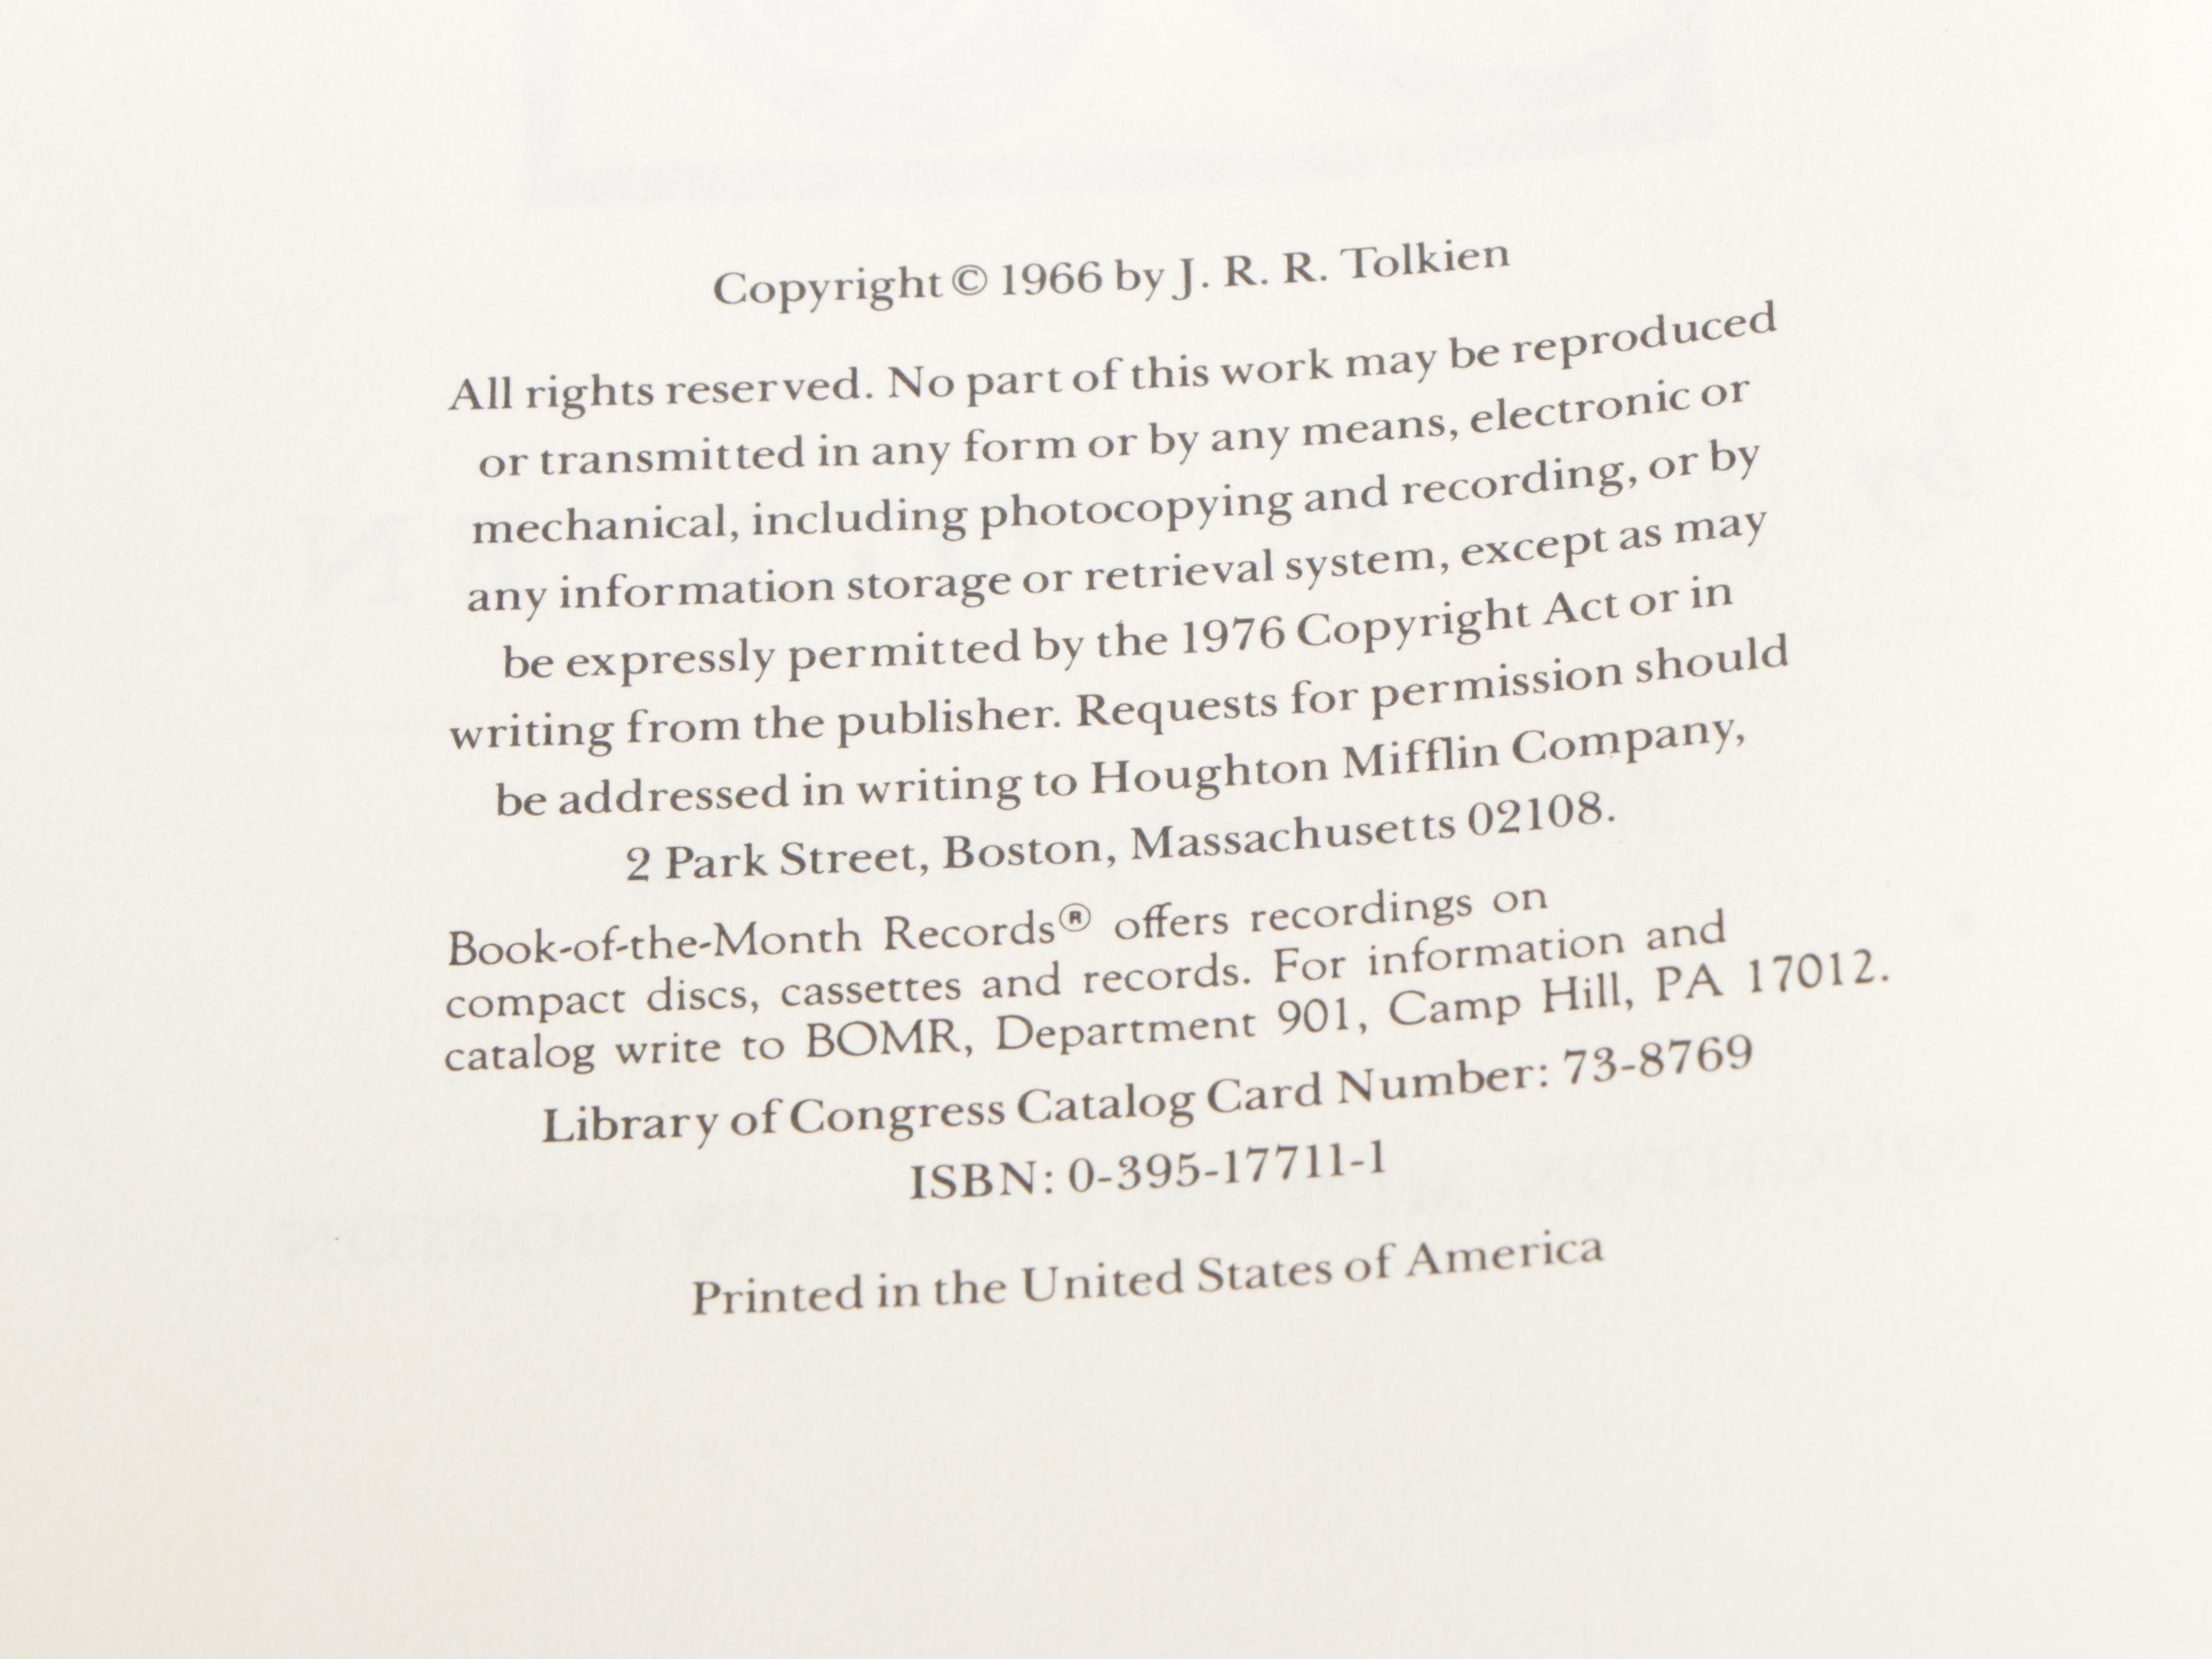 Copyright © 1966 by J. R. R. Tolkien
All rights reserved. No part of this work may be reproduced
or transmitted in any form or by any means, electronic or
mechanical, including photocopying and recording, or by
any information storage or retrieval system, except as may
be expressly permitted by the 1976 Copyright Act or in
writing from the publisher. Requests for permission should
be addressed in writing to Houghton Mifflin Company,
2 Park Street, Boston, Massachusetts 02108.
Book-of-the-Month Records® offers recordings on
compact discs, cassettes and records. For information and
catalog write to BOMR, Department 901, Camp Hill, PA 17012.
Library of Congress Catalog Card Number: 73-8769
ISBN: 0-395-17711-1
Printed in the United States of America